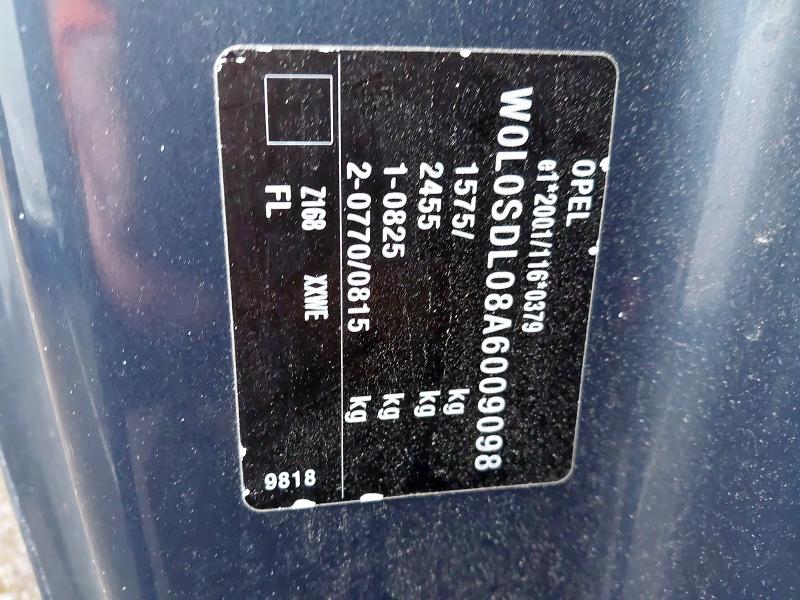 OPEL
e1*2001/116*0379
W0L0SDL08A6009098
1575/ kg
2455 kg
1-0825 kg
2-0770/0815 kg
Z168 XXWE
FL
9818